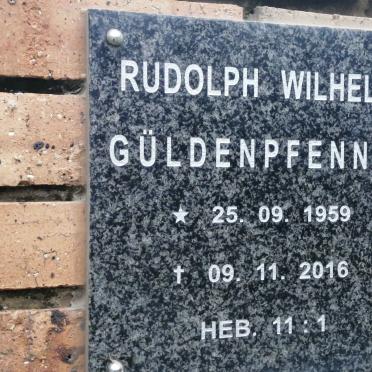 RUDOLPH WILHEL
GÜLDENPFENN
★ 25. 09. 1959
† 09. 11. 2016
HEB. 11 : 1